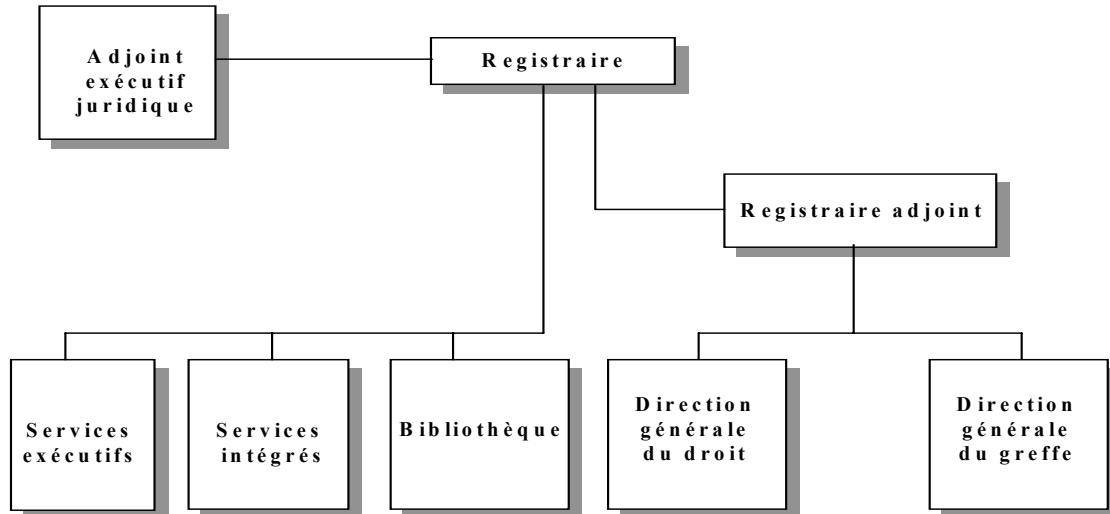 Adjoint
exécutif
juridique
Registraire
Registraire adjoint
Services
exécutifs
Services
intégrés
Bibliothèque
Direction
générale
du droit
Direction
générale
du greffe